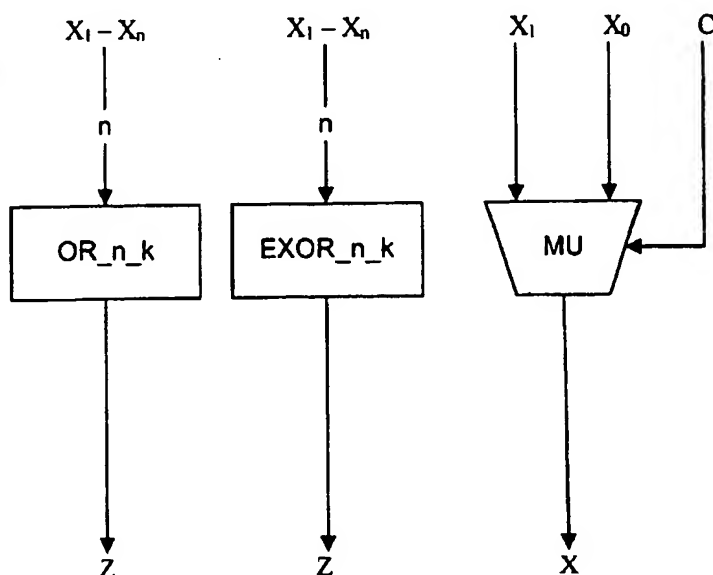 X₁ – Xₙ X₁ – Xₙ X₁ X₀ C
n n
OR_n_k EXOR_n_k MU
Z Z X